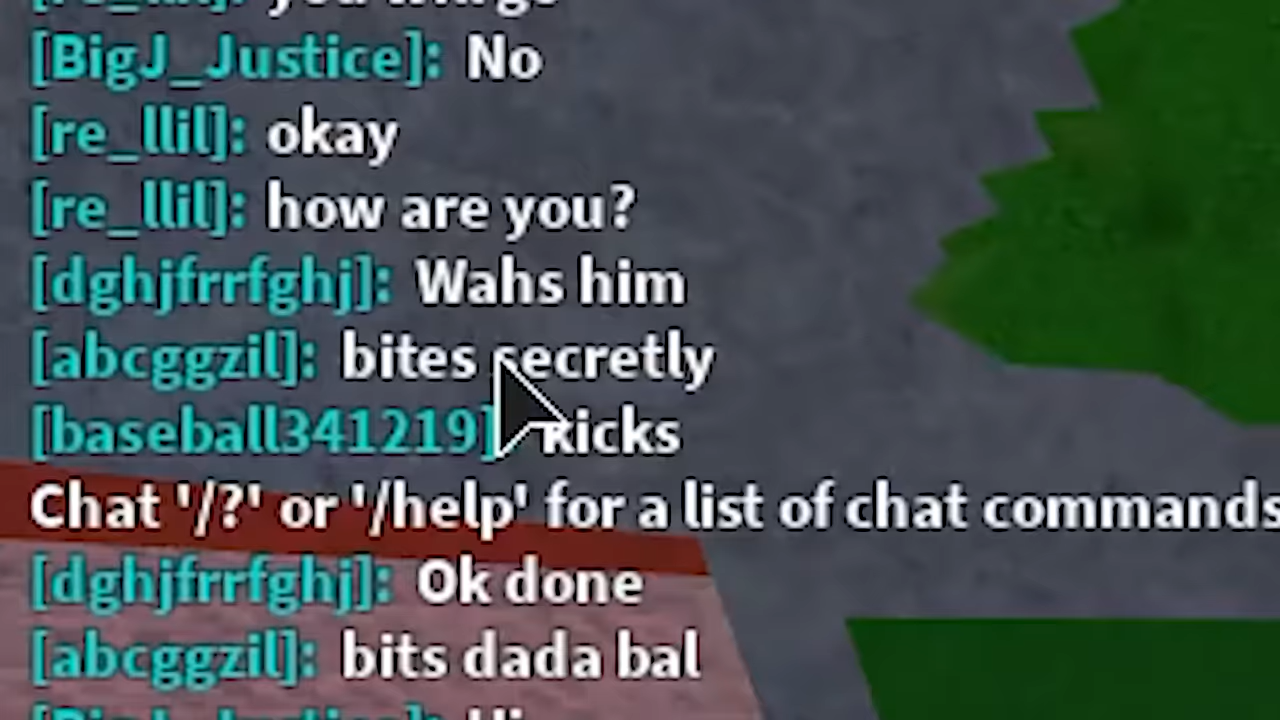 [BigJ_Justice]: No
[re_llil]: okay
[re_llil]: how are you?
[dghjfrrfghj]: Wahs him
[abcggzil]: bites secretly
[baseball341219] kicks
Chat '/?' or '/help' for a list of chat commands
[dghjfrrfghj]: Ok done
[abcggzil]: bits dada bal